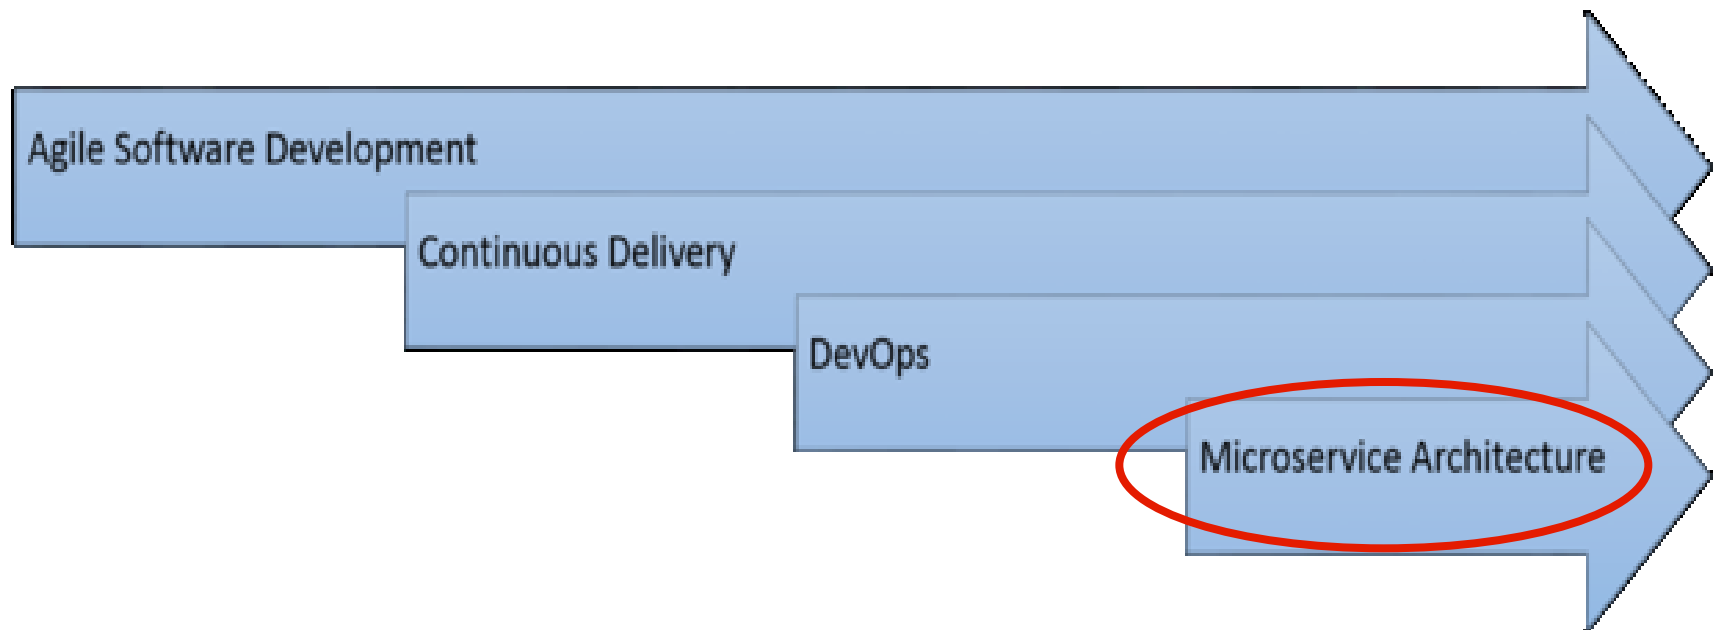 Agile Software Development
Continuous Delivery
DevOps
Microservice Architecture